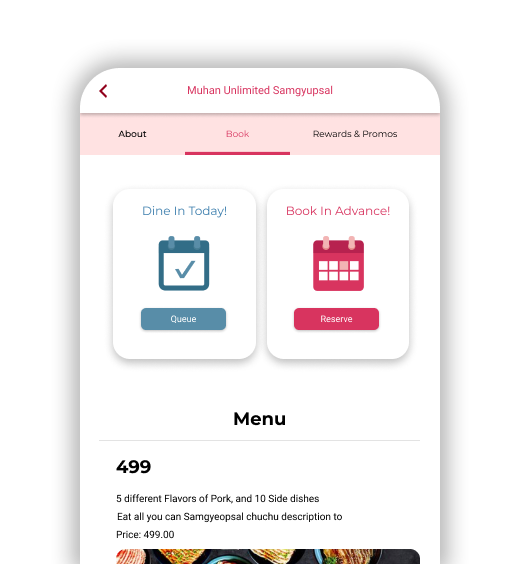 Muhan Unlimited Samgyupsal
About Book Rewards & Promos
Dine In Today! Book In Advance!
Queue Reserve
Menu
499
5 different Flavors of Pork, and 10 Side dishes
Eat all you can Samgyeopsal chuchu description to
Price: 499.00